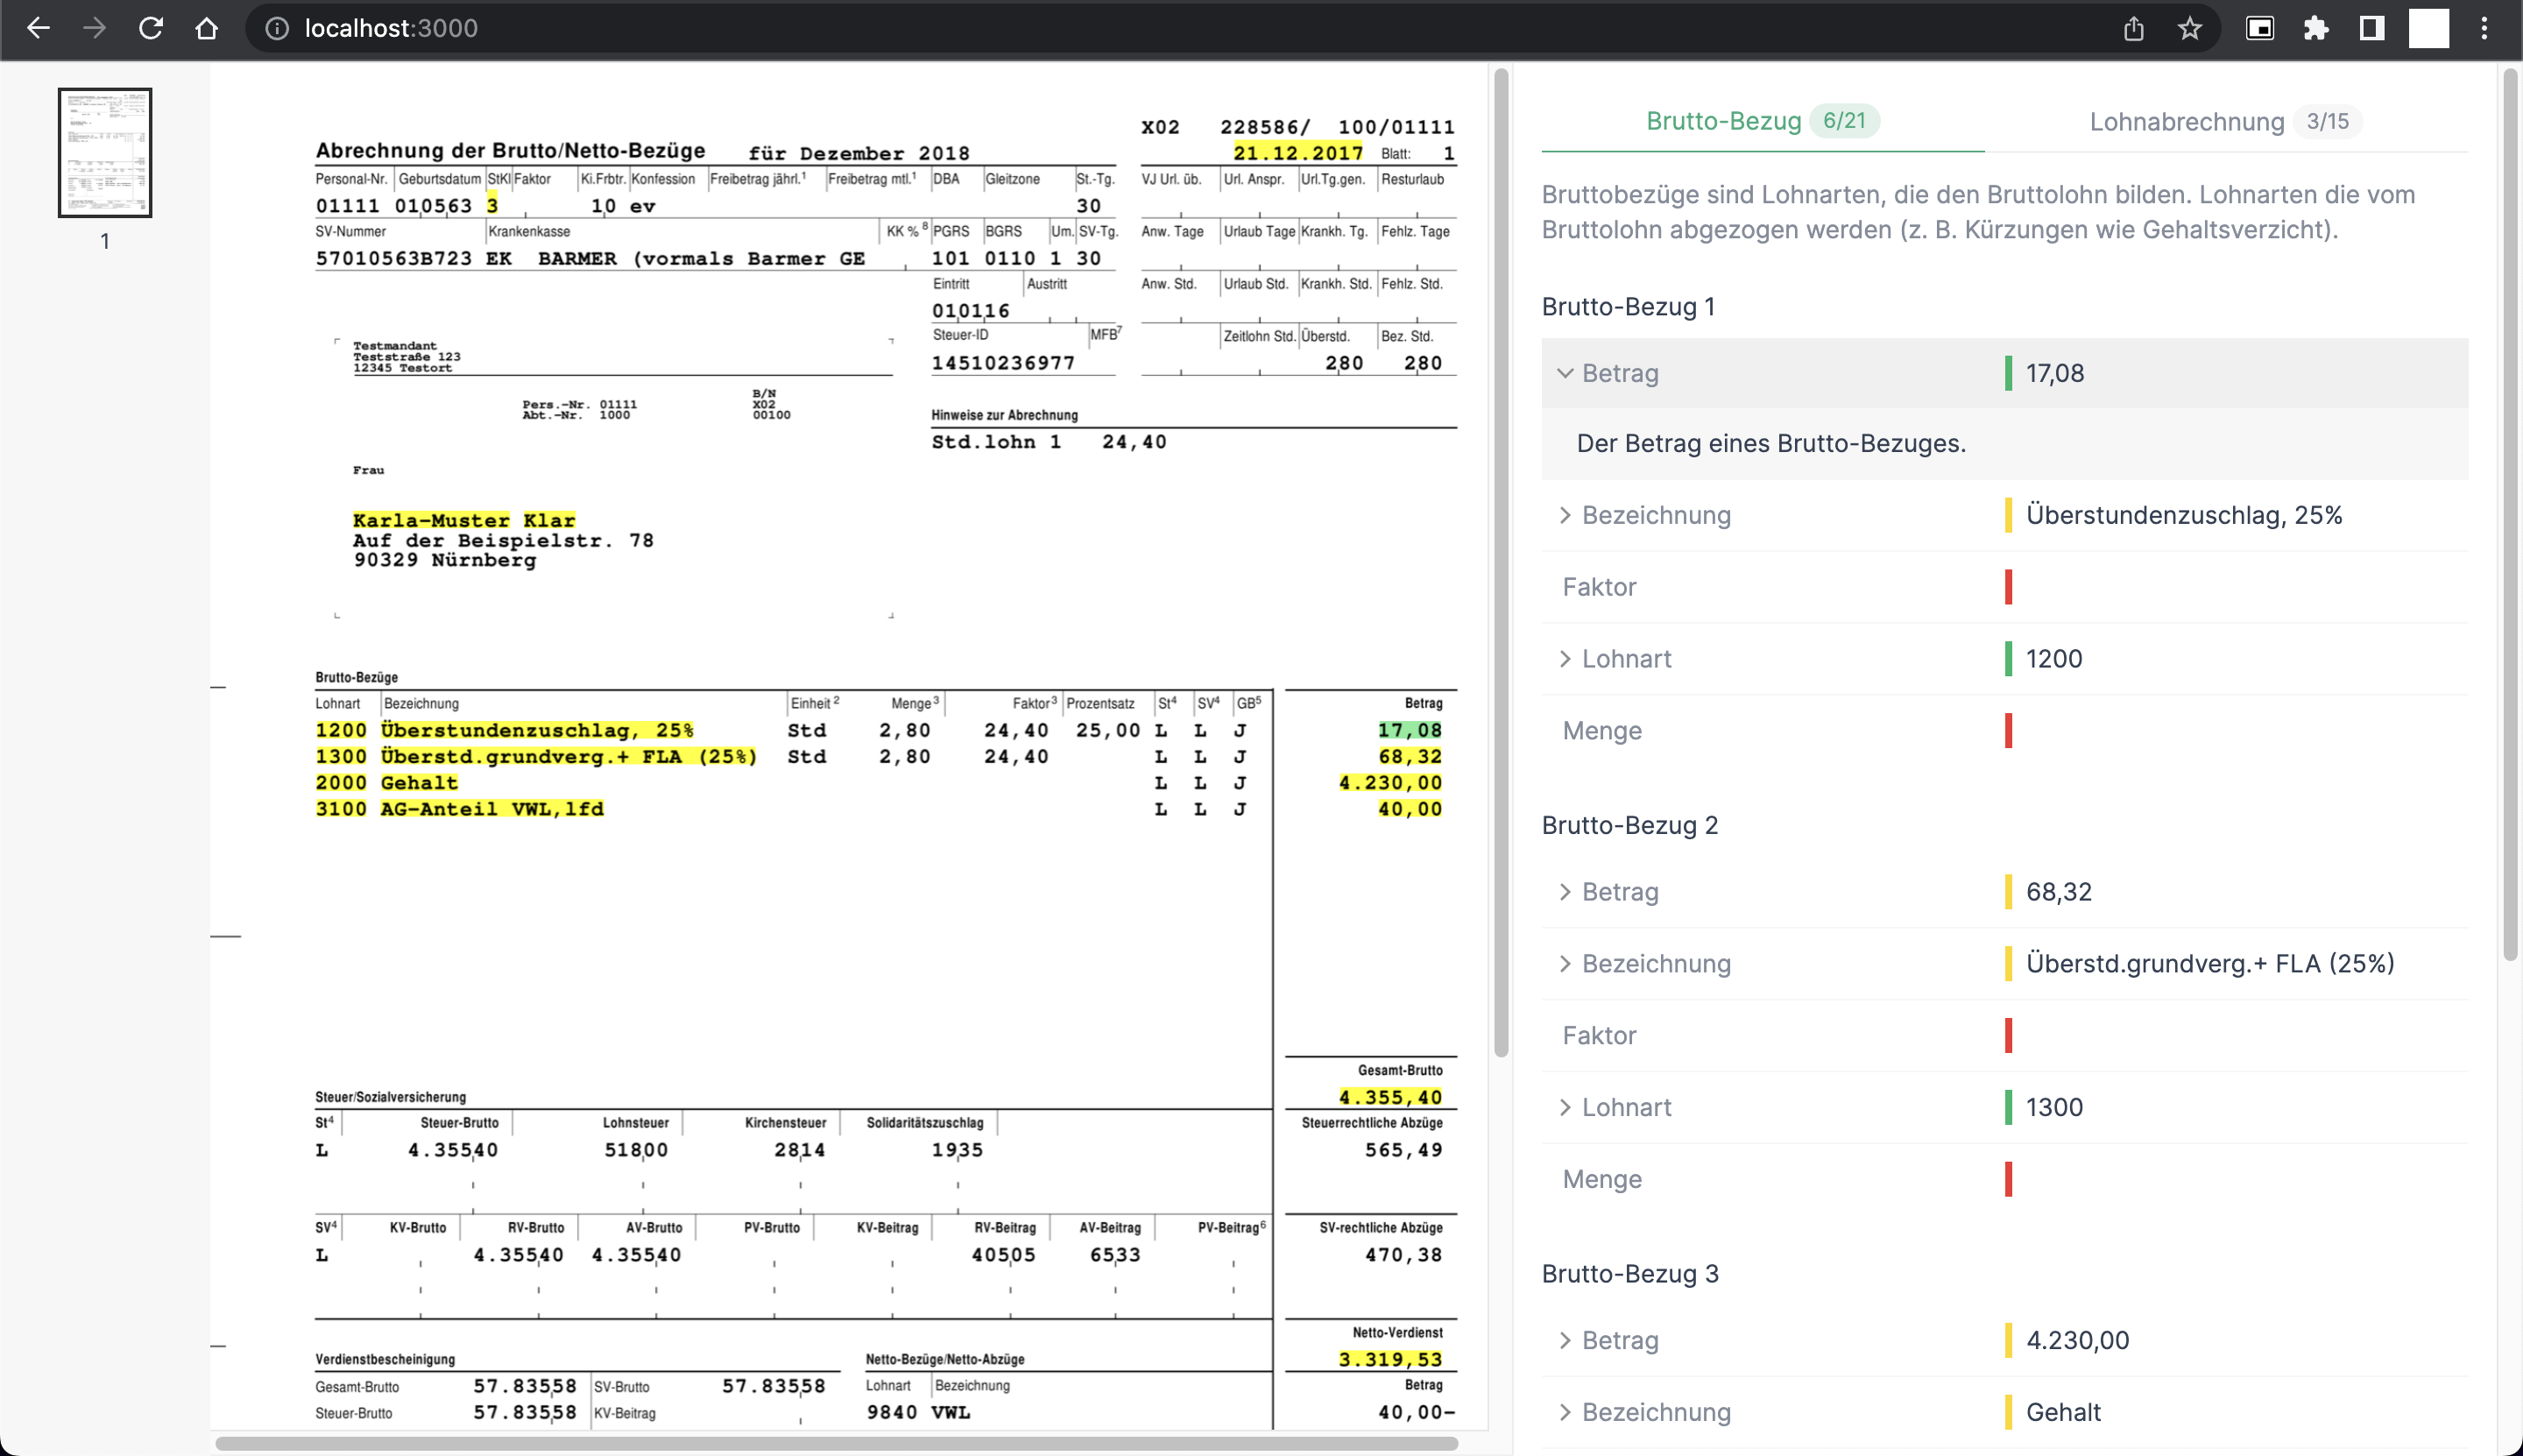 localhost:3000
1
X02 228586/ 100/01111
Abrechnung der Brutto/Netto-Bezüge für Dezember 2018 21.12.2017 Blatt: 1
Personal-Nr. Geburtsdatum StKl Faktor Ki.Frbtr. Konfession Freibetrag jährl.1 Freibetrag mtl.1 DBA Gleitzone St.-Tg. VJ Url. üb. Url. Anspr. Url.Tg.gen. Resturlaub
01111 010563 3 10 ev 30
SV-Nummer Krankenkasse KK % 8 PGRS BGRS Um. SV-Tg. Anw. Tage Urlaub Tage Krankh. Tg. Fehlz. Tage
57010563B723 EK BARMER (vormals Barmer GE 101 0110 1 30
Eintritt Austritt Anw. Std. Urlaub Std. Krankh. Std. Fehlz. Std.
010116
Steuer-ID MFB7 Zeitlohn Std. Überstd. Bez. Std.
14510236977 280 280
Testmandant
Teststraße 123
12345 Testort
B/N
Pers.-Nr. 01111 X02
Abt.-Nr. 1000 00100
Hinweise zur Abrechnung
Std.lohn 1 24,40
Frau
Karla-Muster Klar
Auf der Beispielstr. 78
90329 Nürnberg
Brutto-Bezüge
Lohnart Bezeichnung Einheit 2 Menge 3 Faktor 3 Prozentsatz St4 SV4 GB5 Betrag
1200 Überstundenzuschlag, 25% Std 2,80 24,40 25,00 L L J 17,08
1300 Überstd.grundverg.+ FLA (25%) Std 2,80 24,40 L L J 68,32
2000 Gehalt L L J 4.230,00
3100 AG-Anteil VWL,lfd L L J 40,00
Gesamt-Brutto
Steuer/Sozialversicherung 4.355,40
St4 Steuer-Brutto Lohnsteuer Kirchensteuer Solidaritätszuschlag Steuerrechtliche Abzüge
L 4.35540 51800 2814 1935 565,49
SV4 KV-Brutto RV-Brutto AV-Brutto PV-Brutto KV-Beitrag RV-Beitrag AV-Beitrag PV-Beitrag6 SV-rechtliche Abzüge
L 4.35540 4.35540 40505 6533 470,38
Netto-Verdienst
Verdienstbescheinigung Netto-Bezüge/Netto-Abzüge 3.319,53
Gesamt-Brutto 57.83558 SV-Brutto 57.83558 Lohnart Bezeichnung Betrag
Steuer-Brutto 57.83558 KV-Beitrag 9840 VWL 40,00-
Brutto-Bezug 6/21 Lohnabrechnung 3/15
Bruttobezüge sind Lohnarten, die den Bruttolohn bilden. Lohnarten die vom
Bruttolohn abgezogen werden (z. B. Kürzungen wie Gehaltsverzicht).
Brutto-Bezug 1
Betrag 17,08
Der Betrag eines Brutto-Bezuges.
Bezeichnung Überstundenzuschlag, 25%
Faktor
Lohnart 1200
Menge
Brutto-Bezug 2
Betrag 68,32
Bezeichnung Überstd.grundverg.+ FLA (25%)
Faktor
Lohnart 1300
Menge
Brutto-Bezug 3
Betrag 4.230,00
Bezeichnung Gehalt